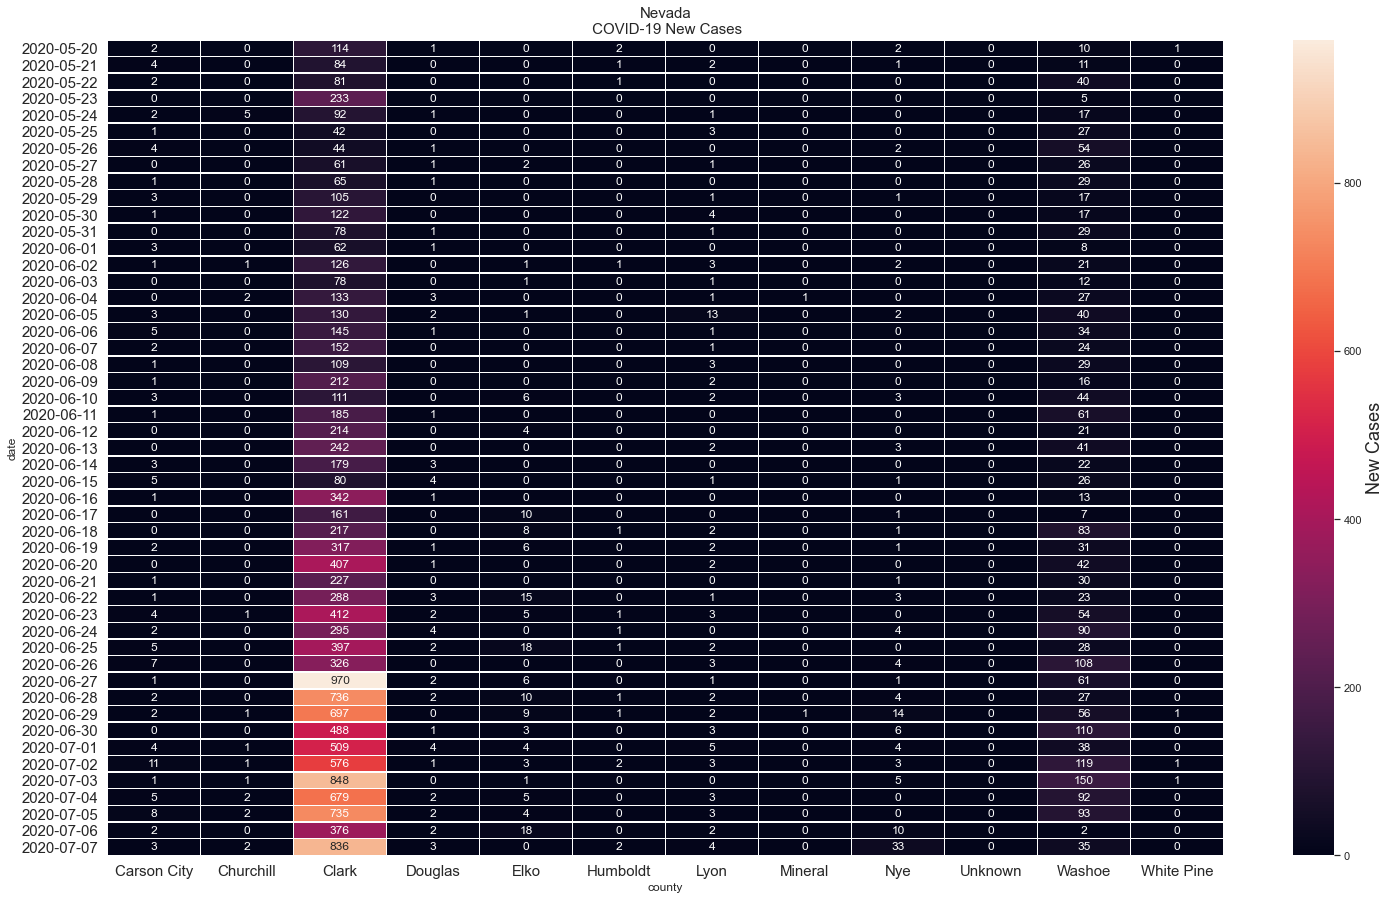 Nevada
COVID-19 New Cases
2020-05-20 2 0 114 1 0 2 0 0 2 0 10 1
2020-05-21 4 0 84 0 0 1 2 0 1 0 11 0
2020-05-22 2 0 81 0 0 1 0 0 0 0 40 0
2020-05-23 0 0 233 0 0 0 0 0 0 0 5 0
2020-05-24 2 5 92 1 0 0 1 0 0 0 17 0
2020-05-25 1 0 42 0 0 0 3 0 0 0 27 0
2020-05-26 4 0 44 1 0 0 0 0 2 0 54 0
2020-05-27 0 0 61 1 2 0 1 0 0 0 26 0
2020-05-28 1 0 65 1 0 0 0 0 0 0 29 0
2020-05-29 3 0 105 0 0 0 1 0 1 0 17 0
2020-05-30 1 0 122 0 0 0 4 0 0 0 17 0
2020-05-31 0 0 78 1 0 0 1 0 0 0 29 0
2020-06-01 3 0 62 1 0 0 0 0 0 0 8 0
2020-06-02 1 1 126 0 1 1 3 0 2 0 21 0
2020-06-03 0 0 78 0 1 0 1 0 0 0 12 0
2020-06-04 0 2 133 3 0 0 1 1 0 0 27 0
2020-06-05 3 0 130 2 1 0 13 0 2 0 40 0
2020-06-06 5 0 145 1 0 0 1 0 0 0 34 0
2020-06-07 2 0 152 0 0 0 1 0 0 0 24 0
2020-06-08 1 0 109 0 0 0 3 0 0 0 29 0
2020-06-09 1 0 212 0 0 0 2 0 0 0 16 0
2020-06-10 3 0 111 0 6 0 2 0 3 0 44 0
2020-06-11 1 0 185 1 0 0 0 0 0 0 61 0
2020-06-12 0 0 214 0 4 0 0 0 0 0 21 0
2020-06-13 0 0 242 0 0 0 2 0 3 0 41 0
2020-06-14 3 0 179 3 0 0 0 0 0 0 22 0
2020-06-15 5 0 80 4 0 0 1 0 1 0 26 0
2020-06-16 1 0 342 1 0 0 0 0 0 0 13 0
2020-06-17 0 0 161 0 10 0 0 0 1 0 7 0
2020-06-18 0 0 217 0 8 1 2 0 1 0 83 0
2020-06-19 2 0 317 1 6 0 2 0 1 0 31 0
2020-06-20 0 0 407 1 0 0 2 0 0 0 42 0
2020-06-21 1 0 227 0 0 0 0 0 1 0 30 0
2020-06-22 1 0 288 3 15 0 1 0 3 0 23 0
2020-06-23 4 1 412 2 5 1 3 0 0 0 54 0
2020-06-24 2 0 295 4 0 1 0 0 4 0 90 0
2020-06-25 5 0 397 2 18 1 2 0 0 0 28 0
2020-06-26 7 0 326 0 0 0 3 0 4 0 108 0
2020-06-27 1 0 970 2 6 0 1 0 1 0 61 0
2020-06-28 2 0 736 2 10 1 2 0 4 0 27 0
2020-06-29 2 1 697 0 9 1 2 1 14 0 56 1
2020-06-30 0 0 488 1 3 0 3 0 6 0 110 0
2020-07-01 4 1 509 4 4 0 5 0 4 0 38 0
2020-07-02 11 1 576 1 3 2 3 0 3 0 119 1
2020-07-03 1 1 848 0 1 0 0 0 5 0 150 1
2020-07-04 5 2 679 2 5 0 3 0 0 0 92 0
2020-07-05 8 2 735 2 4 0 3 0 0 0 93 0
2020-07-06 2 0 376 2 18 0 2 0 10 0 2 0
2020-07-07 3 2 836 3 0 2 4 0 33 0 35 0
Carson City Churchill Clark Douglas Elko Humboldt Lyon Mineral Nye Unknown Washoe White Pine
county
date
800
600
400
200
0
New Cases